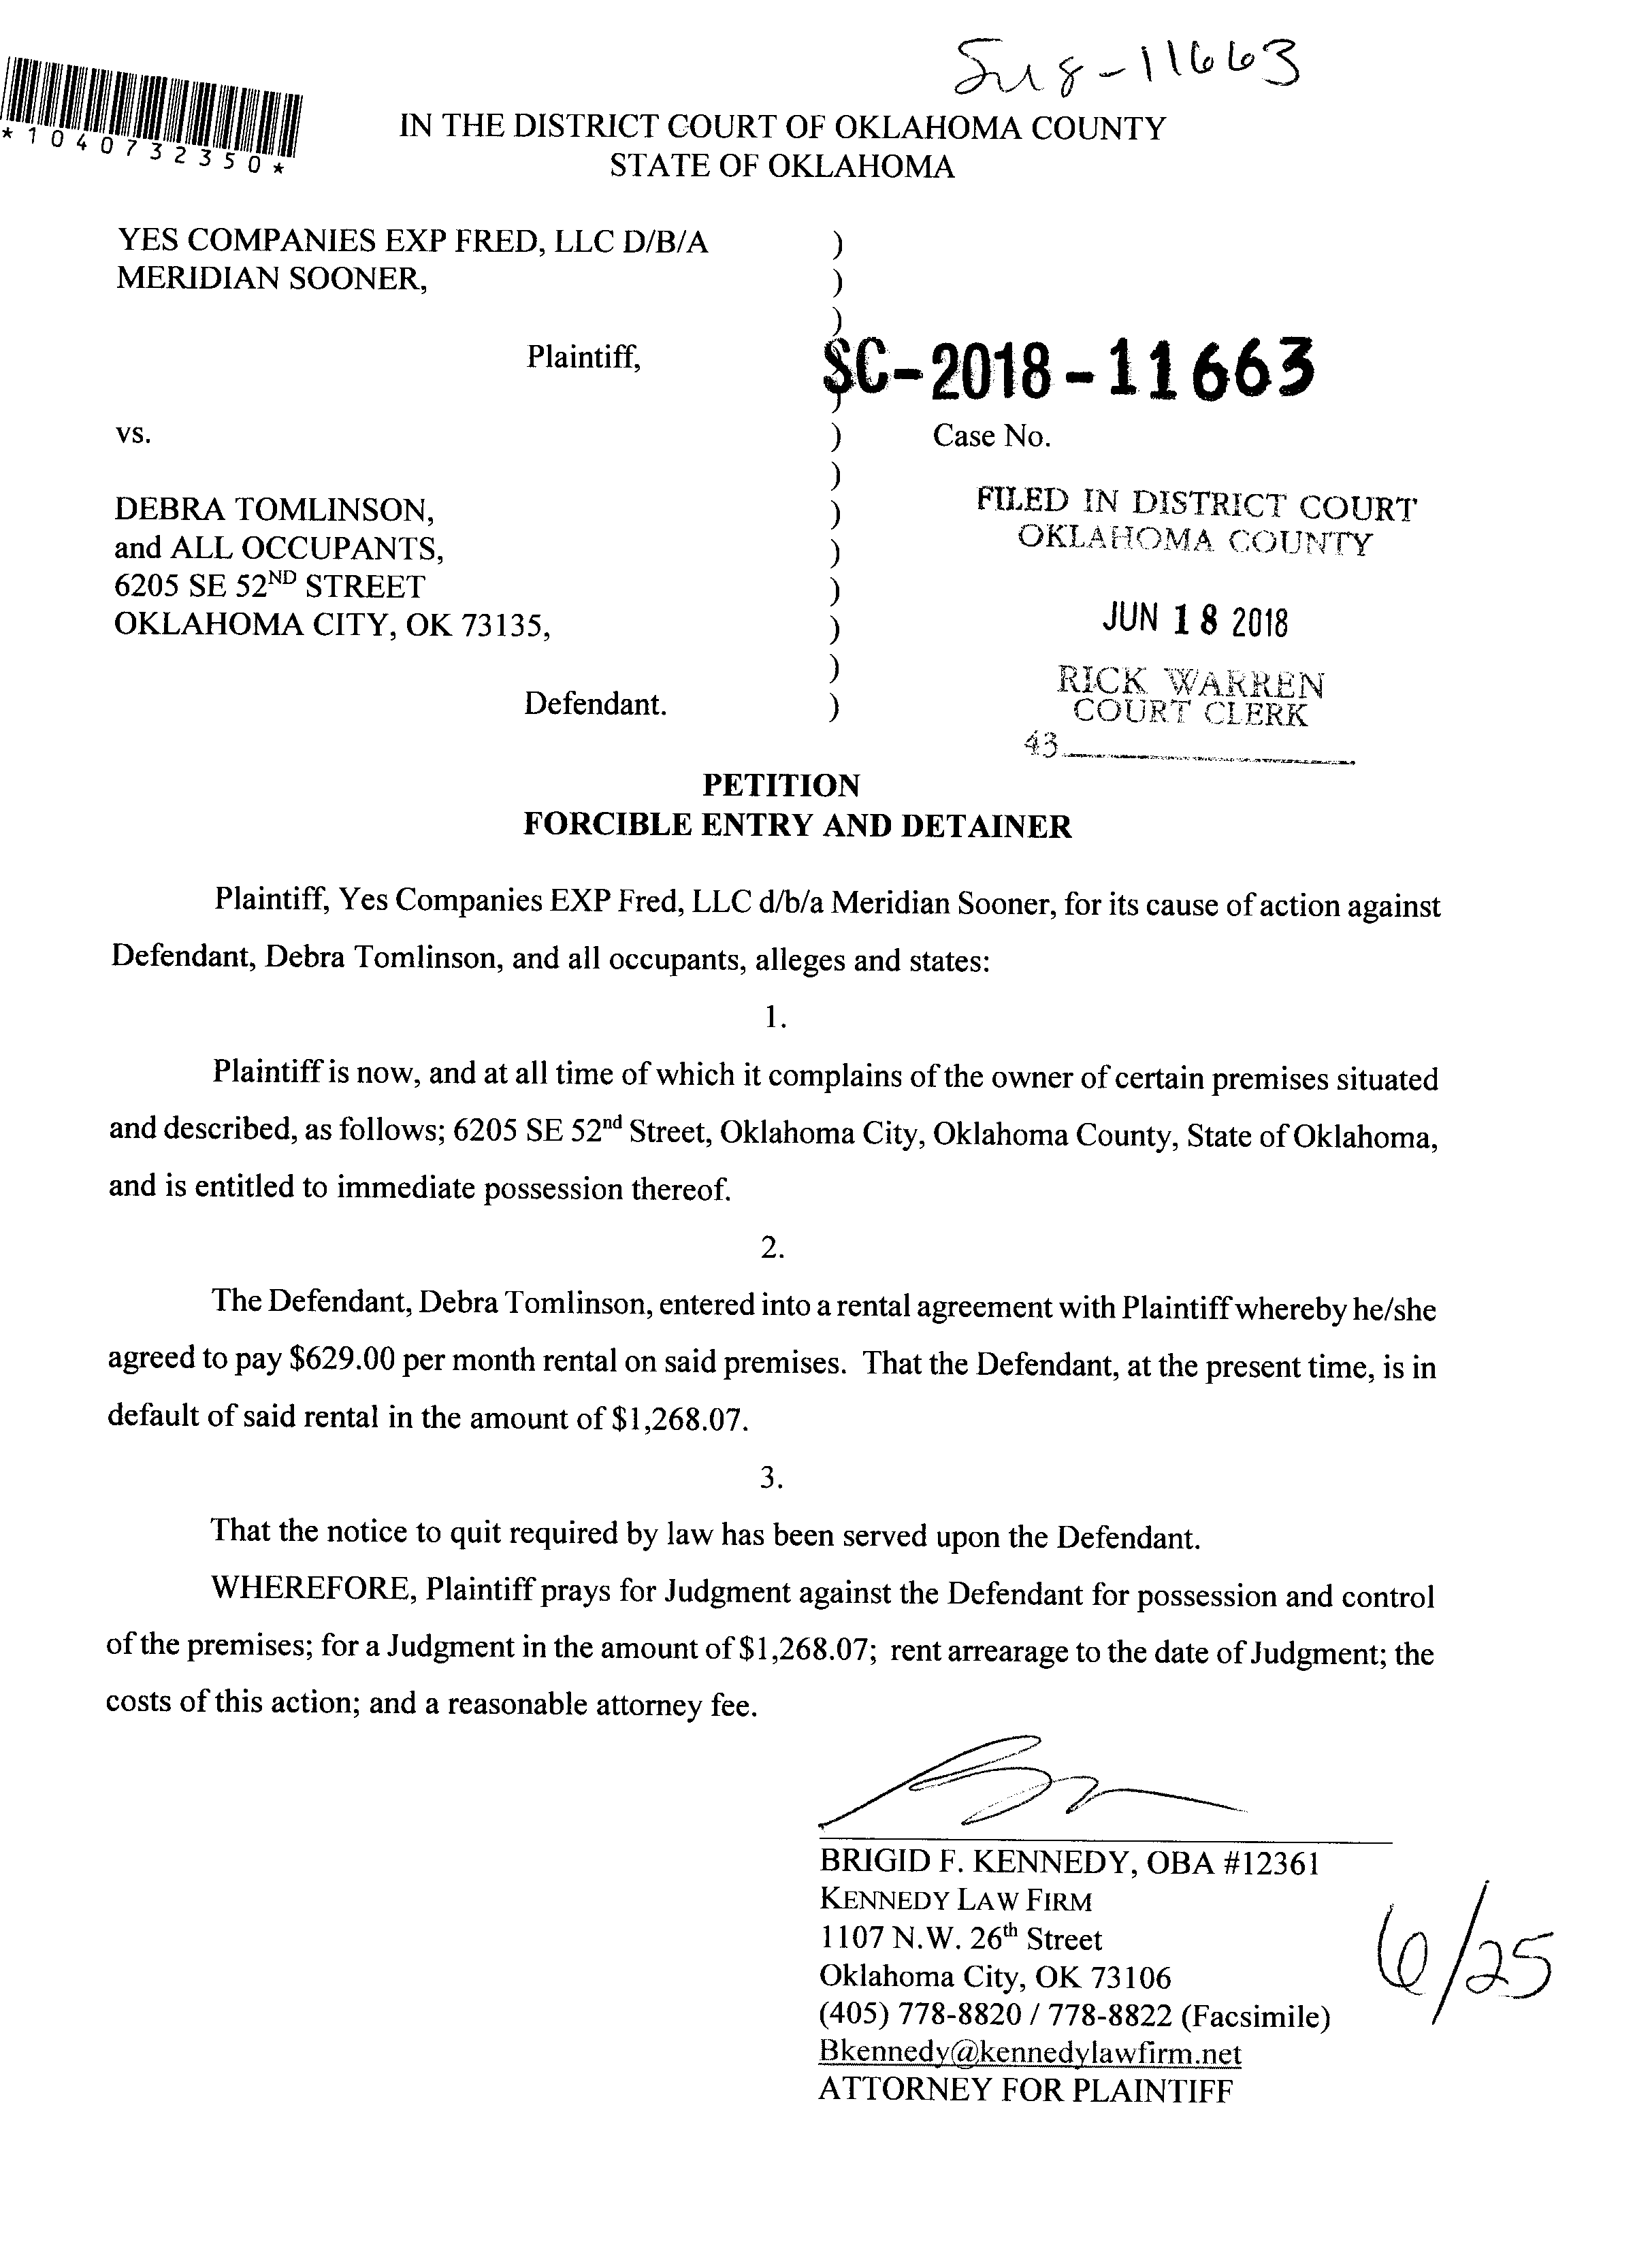 11663
*1040732350*
IN THE DISTRICT COURT OF OKLAHOMA COUNTY
STATE OF OKLAHOMA
YES COMPANIES EXP FRED, LLC D/B/A )
MERIDIAN SOONER, )
)
Plaintiff, SC-2018-11663
)
vs. ) Case No.
)
DEBRA TOMLINSON, ) FILED IN DISTRICT COURT
and ALL OCCUPANTS, ) OKLAHOMA COUNTY
6205 SE 52ND STREET )
OKLAHOMA CITY, OK 73135, ) JUN 18 2018
) RICK WARREN
Defendant. ) COURT CLERK
43
PETITION
FORCIBLE ENTRY AND DETAINER
Plaintiff, Yes Companies EXP Fred, LLC d/b/a Meridian Sooner, for its cause of action against
Defendant, Debra Tomlinson, and all occupants, alleges and states:
1.
Plaintiff is now, and at all time of which it complains of the owner of certain premises situated
and described, as follows; 6205 SE 52nd Street, Oklahoma City, Oklahoma County, State of Oklahoma,
and is entitled to immediate possession thereof.
2.
The Defendant, Debra Tomlinson, entered into a rental agreement with Plaintiff whereby he/she
agreed to pay $629.00 per month rental on said premises. That the Defendant, at the present time, is in
default of said rental in the amount of $1,268.07.
3.
That the notice to quit required by law has been served upon the Defendant.
WHEREFORE, Plaintiff prays for Judgment against the Defendant for possession and control
of the premises; for a Judgment in the amount of $1,268.07; rent arrearage to the date of Judgment; the
costs of this action; and a reasonable attorney fee.
BRIGID F. KENNEDY, OBA #12361
KENNEDY LAW FIRM
1107 N.W. 26th Street
Oklahoma City, OK 73106
(405) 778-8820 / 778-8822 (Facsimile)
Bkennedy@kennedylawfirm.net
ATTORNEY FOR PLAINTIFF
6/25